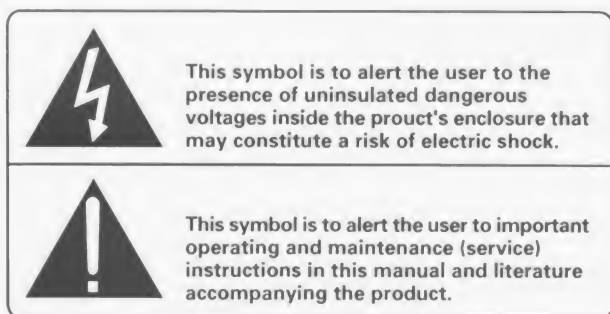 This symbol is to alert the user to the
presence of uninsulated dangerous
voltages inside the prouct's enclosure that
may constitute a risk of electric shock.
This symbol is to alert the user to important
operating and maintenance (service)
instructions in this manual and literature
accompanying the product.